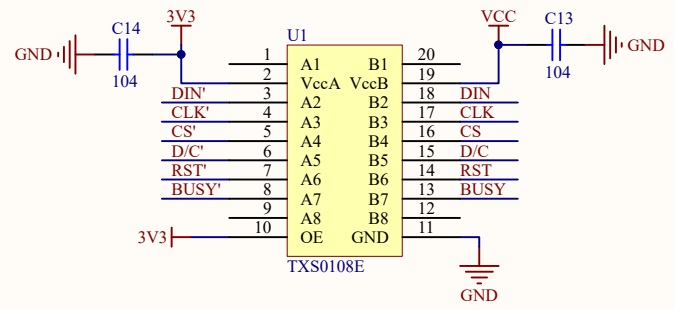 C14
3V3
VCC
C13
GND
104
U1
104
GND
1 A1 B1 20
2 VccA VccB 19
DIN' 3 A2 B2 18 DIN
CLK' 4 A3 B3 17 CLK
CS' 5 A4 B4 16 CS
D/C' 6 A5 B5 15 D/C
RST' 7 A6 B6 14 RST
BUSY' 8 A7 B7 13 BUSY
9 A8 B8 12
3V3 10 OE GND 11
TXS0108E
GND